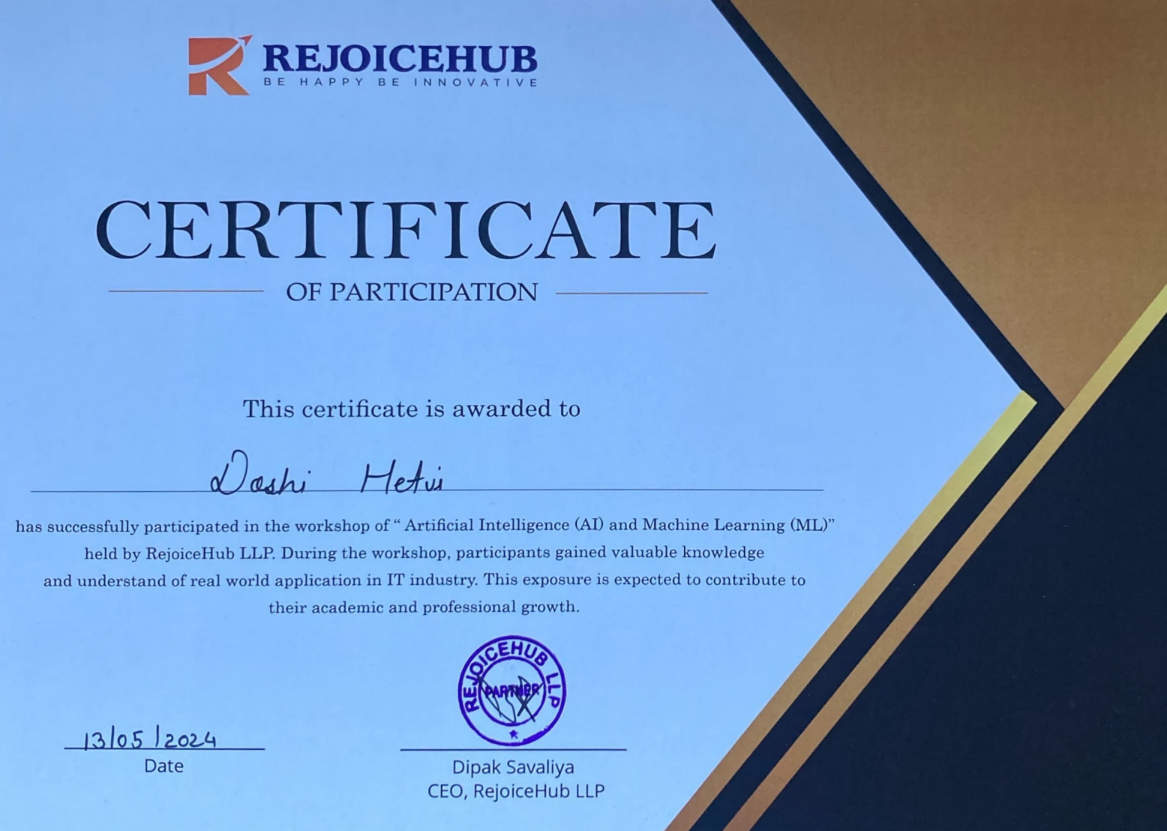 REJOICEHUB
BE HAPPY BE INNOVATIVE
CERTIFICATE
OF PARTICIPATION
This certificate is awarded to
Doshi Hetvi
has successfully participated in the workshop of “ Artificial Intelligence (AI) and Machine Learning (ML)”
held by RejoiceHub LLP. During the workshop, participants gained valuable knowledge
and understand of real world application in IT industry. This exposure is expected to contribute to
their academic and professional growth.
REJOICEHUB LLP
PARTNER
13/05/2024
Date
Dipak Savaliya
CEO, RejoiceHub LLP